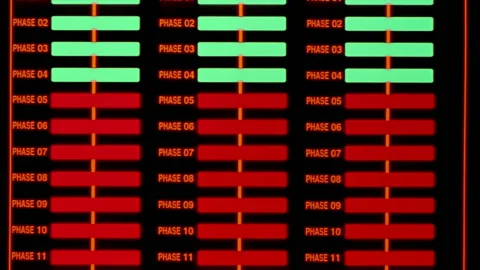 PHASE 02 PHASE 02 PHASE 02
PHASE 03 PHASE 03 PHASE 03
PHASE 04 PHASE 04 PHASE 04
PHASE 05 PHASE 05 PHASE 05
PHASE 06 PHASE 06 PHASE 06
PHASE 07 PHASE 07 PHASE 07
PHASE 08 PHASE 08 PHASE 08
PHASE 09 PHASE 09 PHASE 09
PHASE 10 PHASE 10 PHASE 10
PHASE 11 PHASE 11 PHASE 11